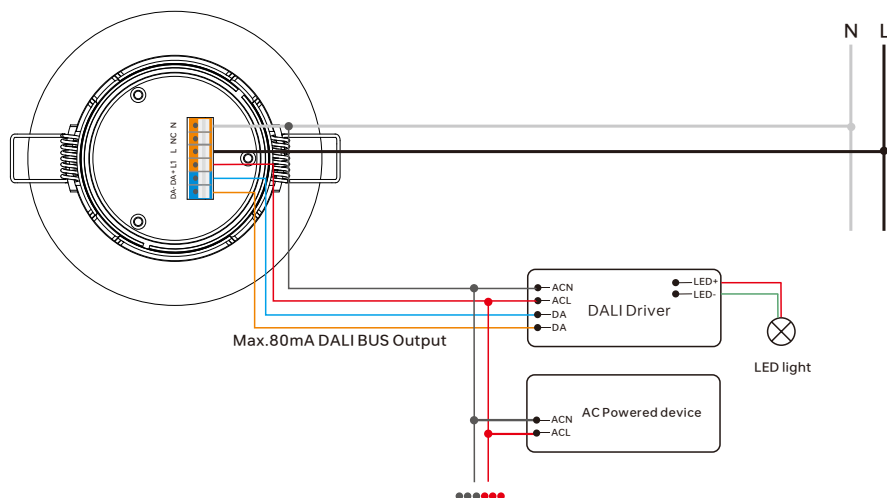 N L
DA- DA+ L1 L NC N
ACN
ACL
DA
DA
DALI Driver
LED+
LED-
Max.80mA DALI BUS Output
LED light
ACN
ACL
AC Powered device